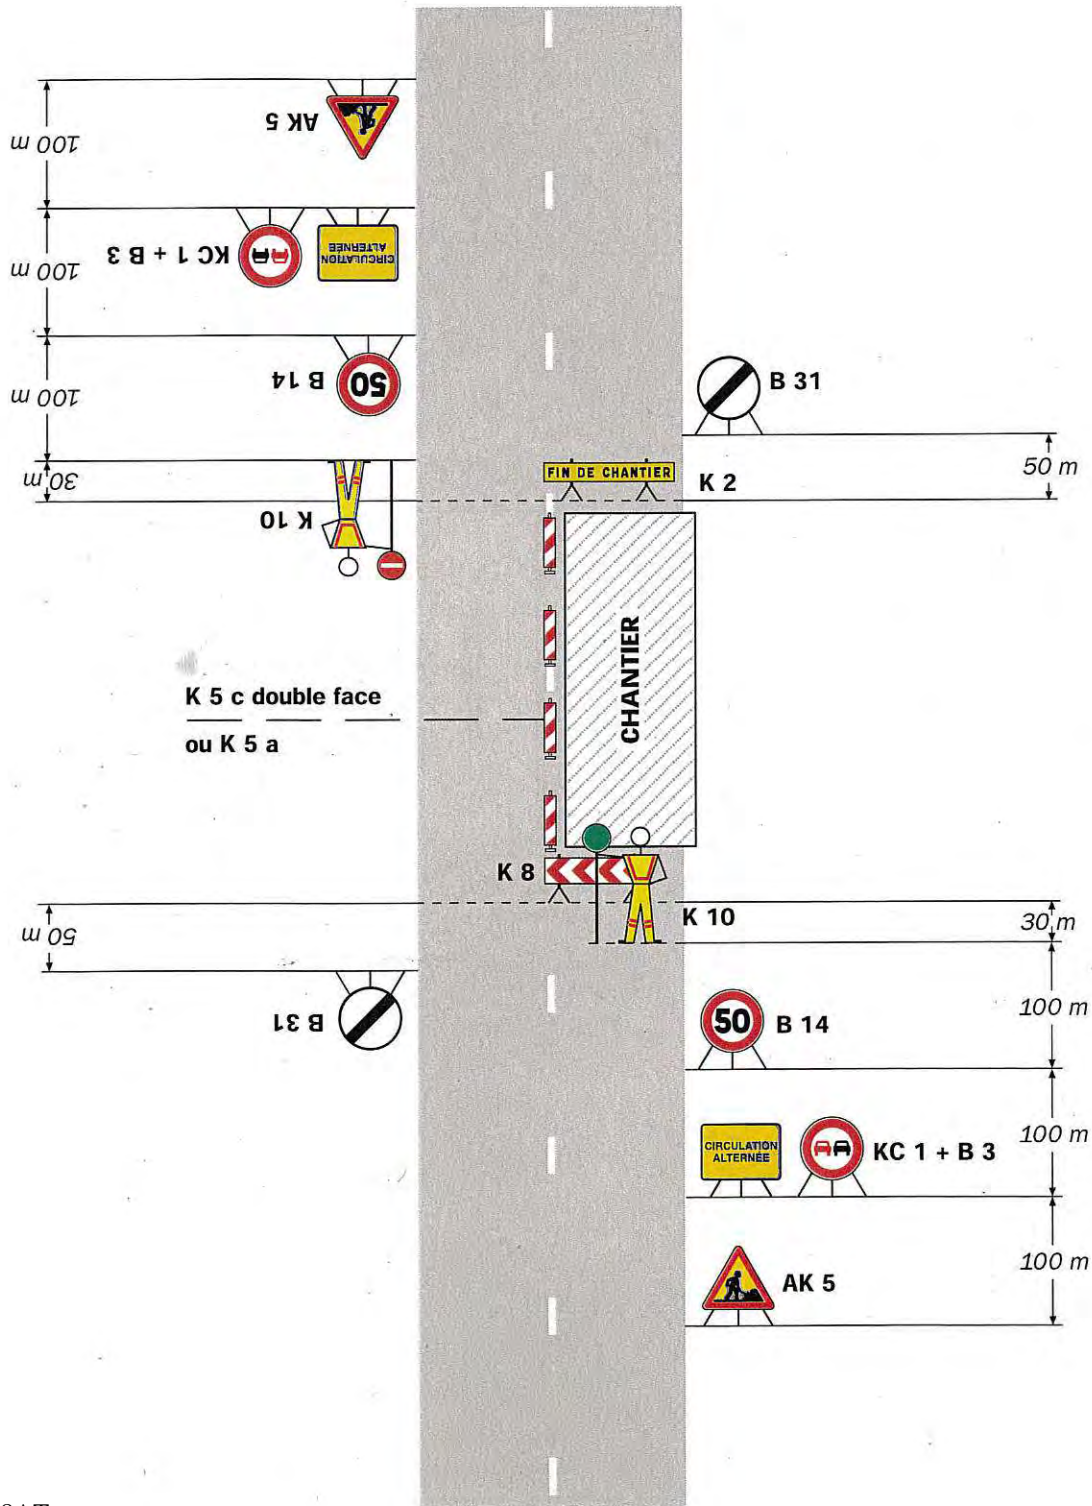 AK 5
100 m
KC 1 + B 3
CIRCULATION
ALTERNÉE
100 m
B 14
50
100 m
B 31
30 m
K 10
FIN DE CHANTIER
K 2
50 m
CHANTIER
K 5 c double face
ou K 5 a
K 8
K 10
30 m
50 m
B 31
50
B 14
100 m
CIRCULATION
ALTERNÉE
KC 1 + B 3
100 m
AK 5
100 m